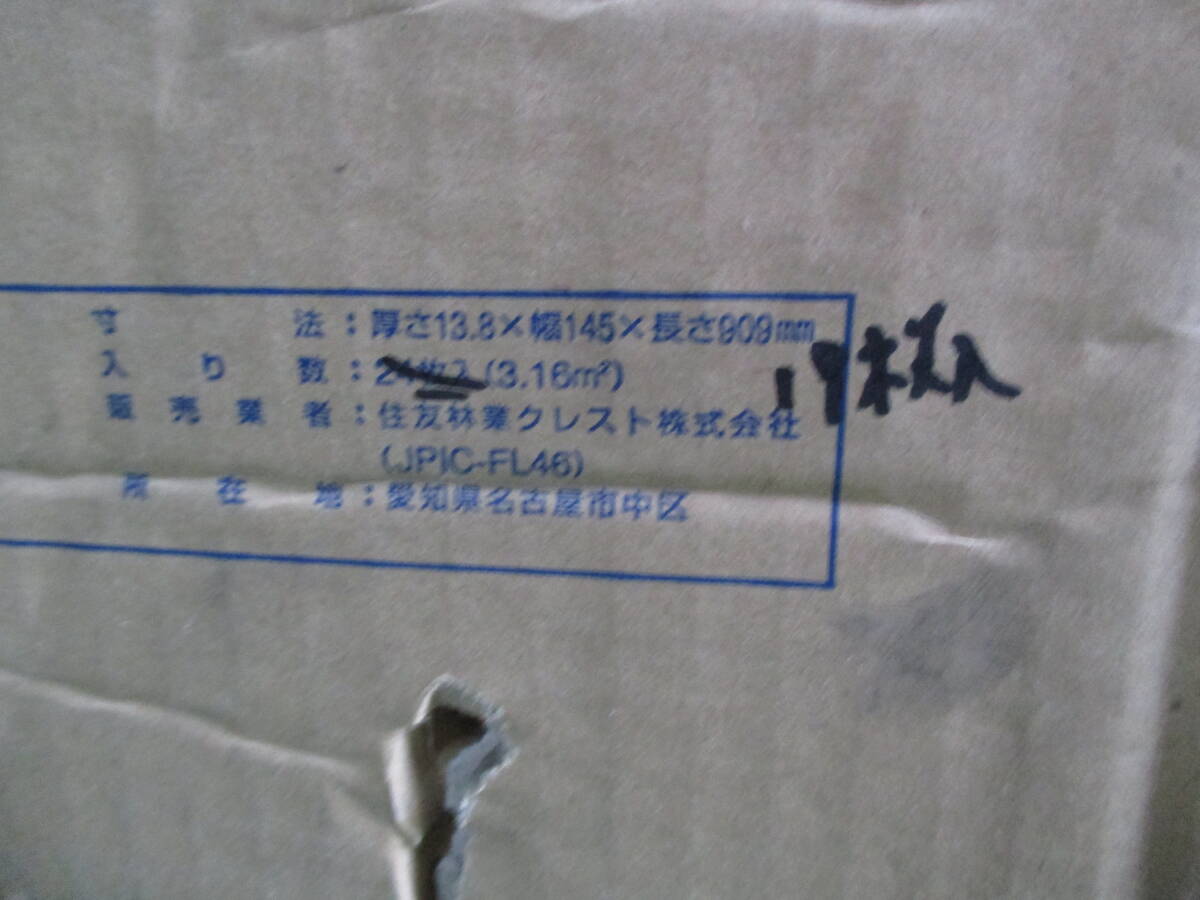 寸法：厚さ13.8×幅145×長さ909mm
入り数：24枚入(3.16㎡)
枚入
販売業者：住友林業クレスト株式会社
(JPIC-FL46)
所在地：愛知県名古屋市中区